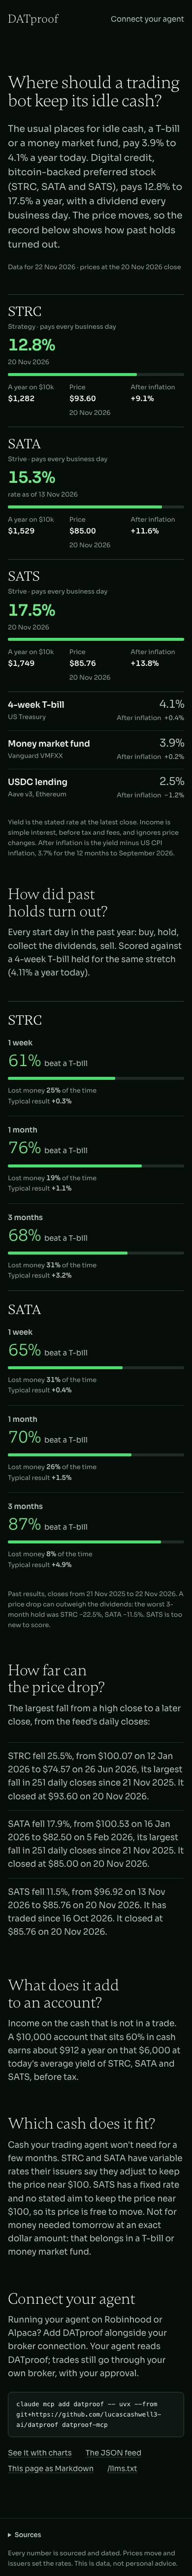 DATproof
Connect your agent
Where should a trading
bot keep its idle cash?
The usual places for idle cash, a T-bill
or a money market fund, pay 3.9% to
4.1% a year today. Digital credit,
bitcoin-backed preferred stock
(STRC, SATA and SATS), pays 12.8% to
17.5% a year, with a dividend every
business day. The price moves, so the
record below shows how past holds
turned out.
Data for 22 Nov 2026 · prices at the 20 Nov 2026 close
STRC
Strategy · pays every business day
12.8%
20 Nov 2026
A year on $10k
Price
After inflation
$1,282
$93.60
+9.1%
20 Nov 2026
SATA
Strive · pays every business day
15.3%
rate as of 13 Nov 2026
A year on $10k
Price
After inflation
$1,529
$85.00
+11.6%
20 Nov 2026
SATS
Strive · pays every business day
17.5%
20 Nov 2026
A year on $10k
Price
After inflation
$1,749
$85.76
+13.8%
20 Nov 2026
4-week T-bill
4.1%
US Treasury
After inflation +0.4%
Money market fund
3.9%
Vanguard VMFXX
After inflation +0.2%
USDC lending
2.5%
Aave v3, Ethereum
After inflation −1.2%
Yield is the stated rate at the latest close. Income is
simple interest, before tax and fees, and ignores price
changes. After inflation is the yield minus US CPI
inflation, 3.7% for the 12 months to September 2026.
How did past
holds turn out?
Every start day in the past year: buy, hold,
collect the dividends, sell. Scored against
a 4-week T-bill held for the same stretch
(4.11% a year today).
STRC
1 week
61% beat a T-bill
Lost money 25% of the time
Typical result +0.3%
1 month
76% beat a T-bill
Lost money 19% of the time
Typical result +1.1%
3 months
68% beat a T-bill
Lost money 31% of the time
Typical result +3.2%
SATA
1 week
65% beat a T-bill
Lost money 31% of the time
Typical result +0.4%
1 month
70% beat a T-bill
Lost money 26% of the time
Typical result +1.5%
3 months
87% beat a T-bill
Lost money 8% of the time
Typical result +4.9%
Past results, closes from 21 Nov 2025 to 22 Nov 2026. A
price drop can outweigh the dividends: the worst 3-
month hold was STRC −22.5%, SATA −11.5%. SATS is too
new to score.
How far can
the price drop?
The largest fall from a high close to a later
close, from the feed's daily closes:
STRC fell 25.5%, from $100.07 on 12 Jan
2026 to $74.57 on 26 Jun 2026, its largest
fall in 251 daily closes since 21 Nov 2025. It
closed at $93.60 on 20 Nov 2026.
SATA fell 17.9%, from $100.53 on 16 Jan
2026 to $82.50 on 5 Feb 2026, its largest
fall in 251 daily closes since 21 Nov 2025. It
closed at $85.00 on 20 Nov 2026.
SATS fell 11.5%, from $96.92 on 13 Nov
2026 to $85.76 on 20 Nov 2026. It has
traded since 16 Oct 2026. It closed at
$85.76 on 20 Nov 2026.
What does it add
to an account?
Income on the cash that is not in a trade.
A $10,000 account that sits 60% in cash
earns about $912 a year on that $6,000 at
today's average yield of STRC, SATA and
SATS, before tax.
Which cash does it fit?
Cash your trading agent won't need for a
few months. STRC and SATA have variable
rates their issuers say they adjust to keep
the price near $100. SATS has a fixed rate
and no stated aim to keep the price near
$100, so its price is free to move. Not for
money needed tomorrow at an exact
dollar amount: that belongs in a T-bill or
money market fund.
Connect your agent
Running your agent on Robinhood or
Alpaca? Add DATproof alongside your
broker connection. Your agent reads
DATproof; trades still go through your
own broker, with your approval.
claude mcp add datproof -- uvx --from
git+https://github.com/lucascashwell3-
ai/datproof datproof-mcp
See it with charts
The JSON feed
This page as Markdown
/llms.txt
▸ Sources
Every number is sourced and dated. Prices move and
issuers set the rates. This is data, not personal advice.